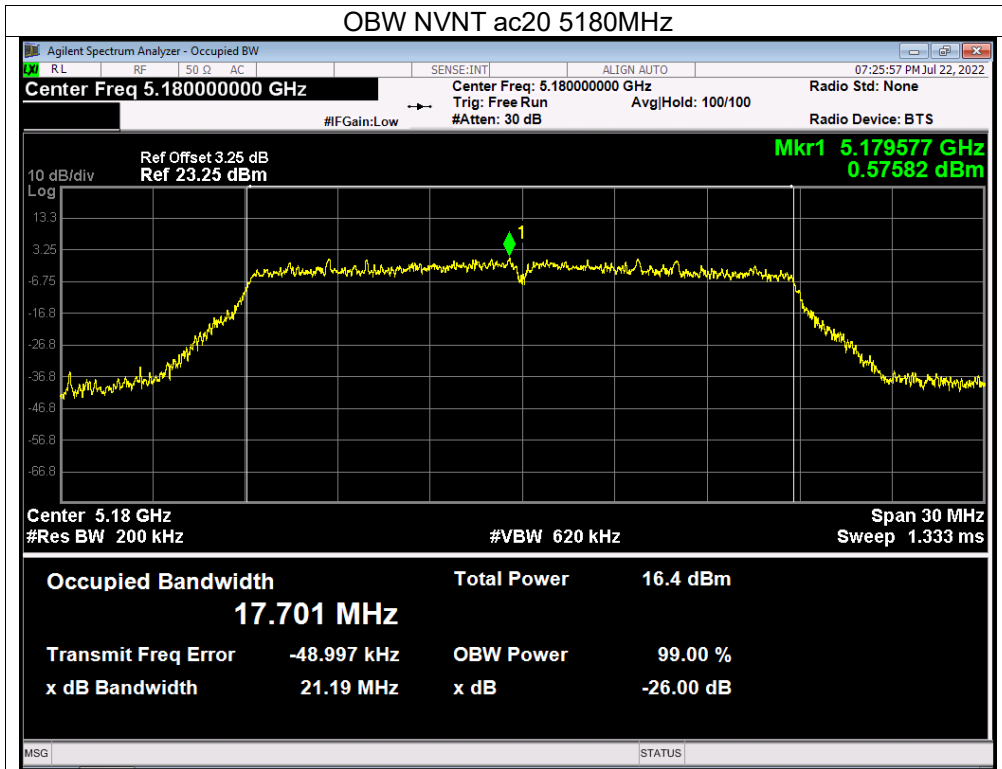 OBW NVNT ac20 5180MHz
Agilent Spectrum Analyzer - Occupied BW
LXI RL RF 50 Ω AC SENSE:INT ALIGN AUTO 07:25:57 PM Jul 22, 2022
Center Freq 5.180000000 GHz Center Freq: 5.180000000 GHz Radio Std: None
Trig: Free Run Avg|Hold: 100/100
#IFGain:Low #Atten: 30 dB Radio Device: BTS
Mkr1 5.179577 GHz
0.57582 dBm
Ref Offset 3.25 dB
10 dB/div Ref 23.25 dBm
Log
13.3
3.25
-6.75
-16.8
-26.8
-36.8
-46.8
-56.8
-66.8
1
Center 5.18 GHz Span 30 MHz
#Res BW 200 kHz #VBW 620 kHz Sweep 1.333 ms
Occupied Bandwidth Total Power 16.4 dBm
17.701 MHz
Transmit Freq Error -48.997 kHz OBW Power 99.00 %
x dB Bandwidth 21.19 MHz x dB -26.00 dB
MSG STATUS